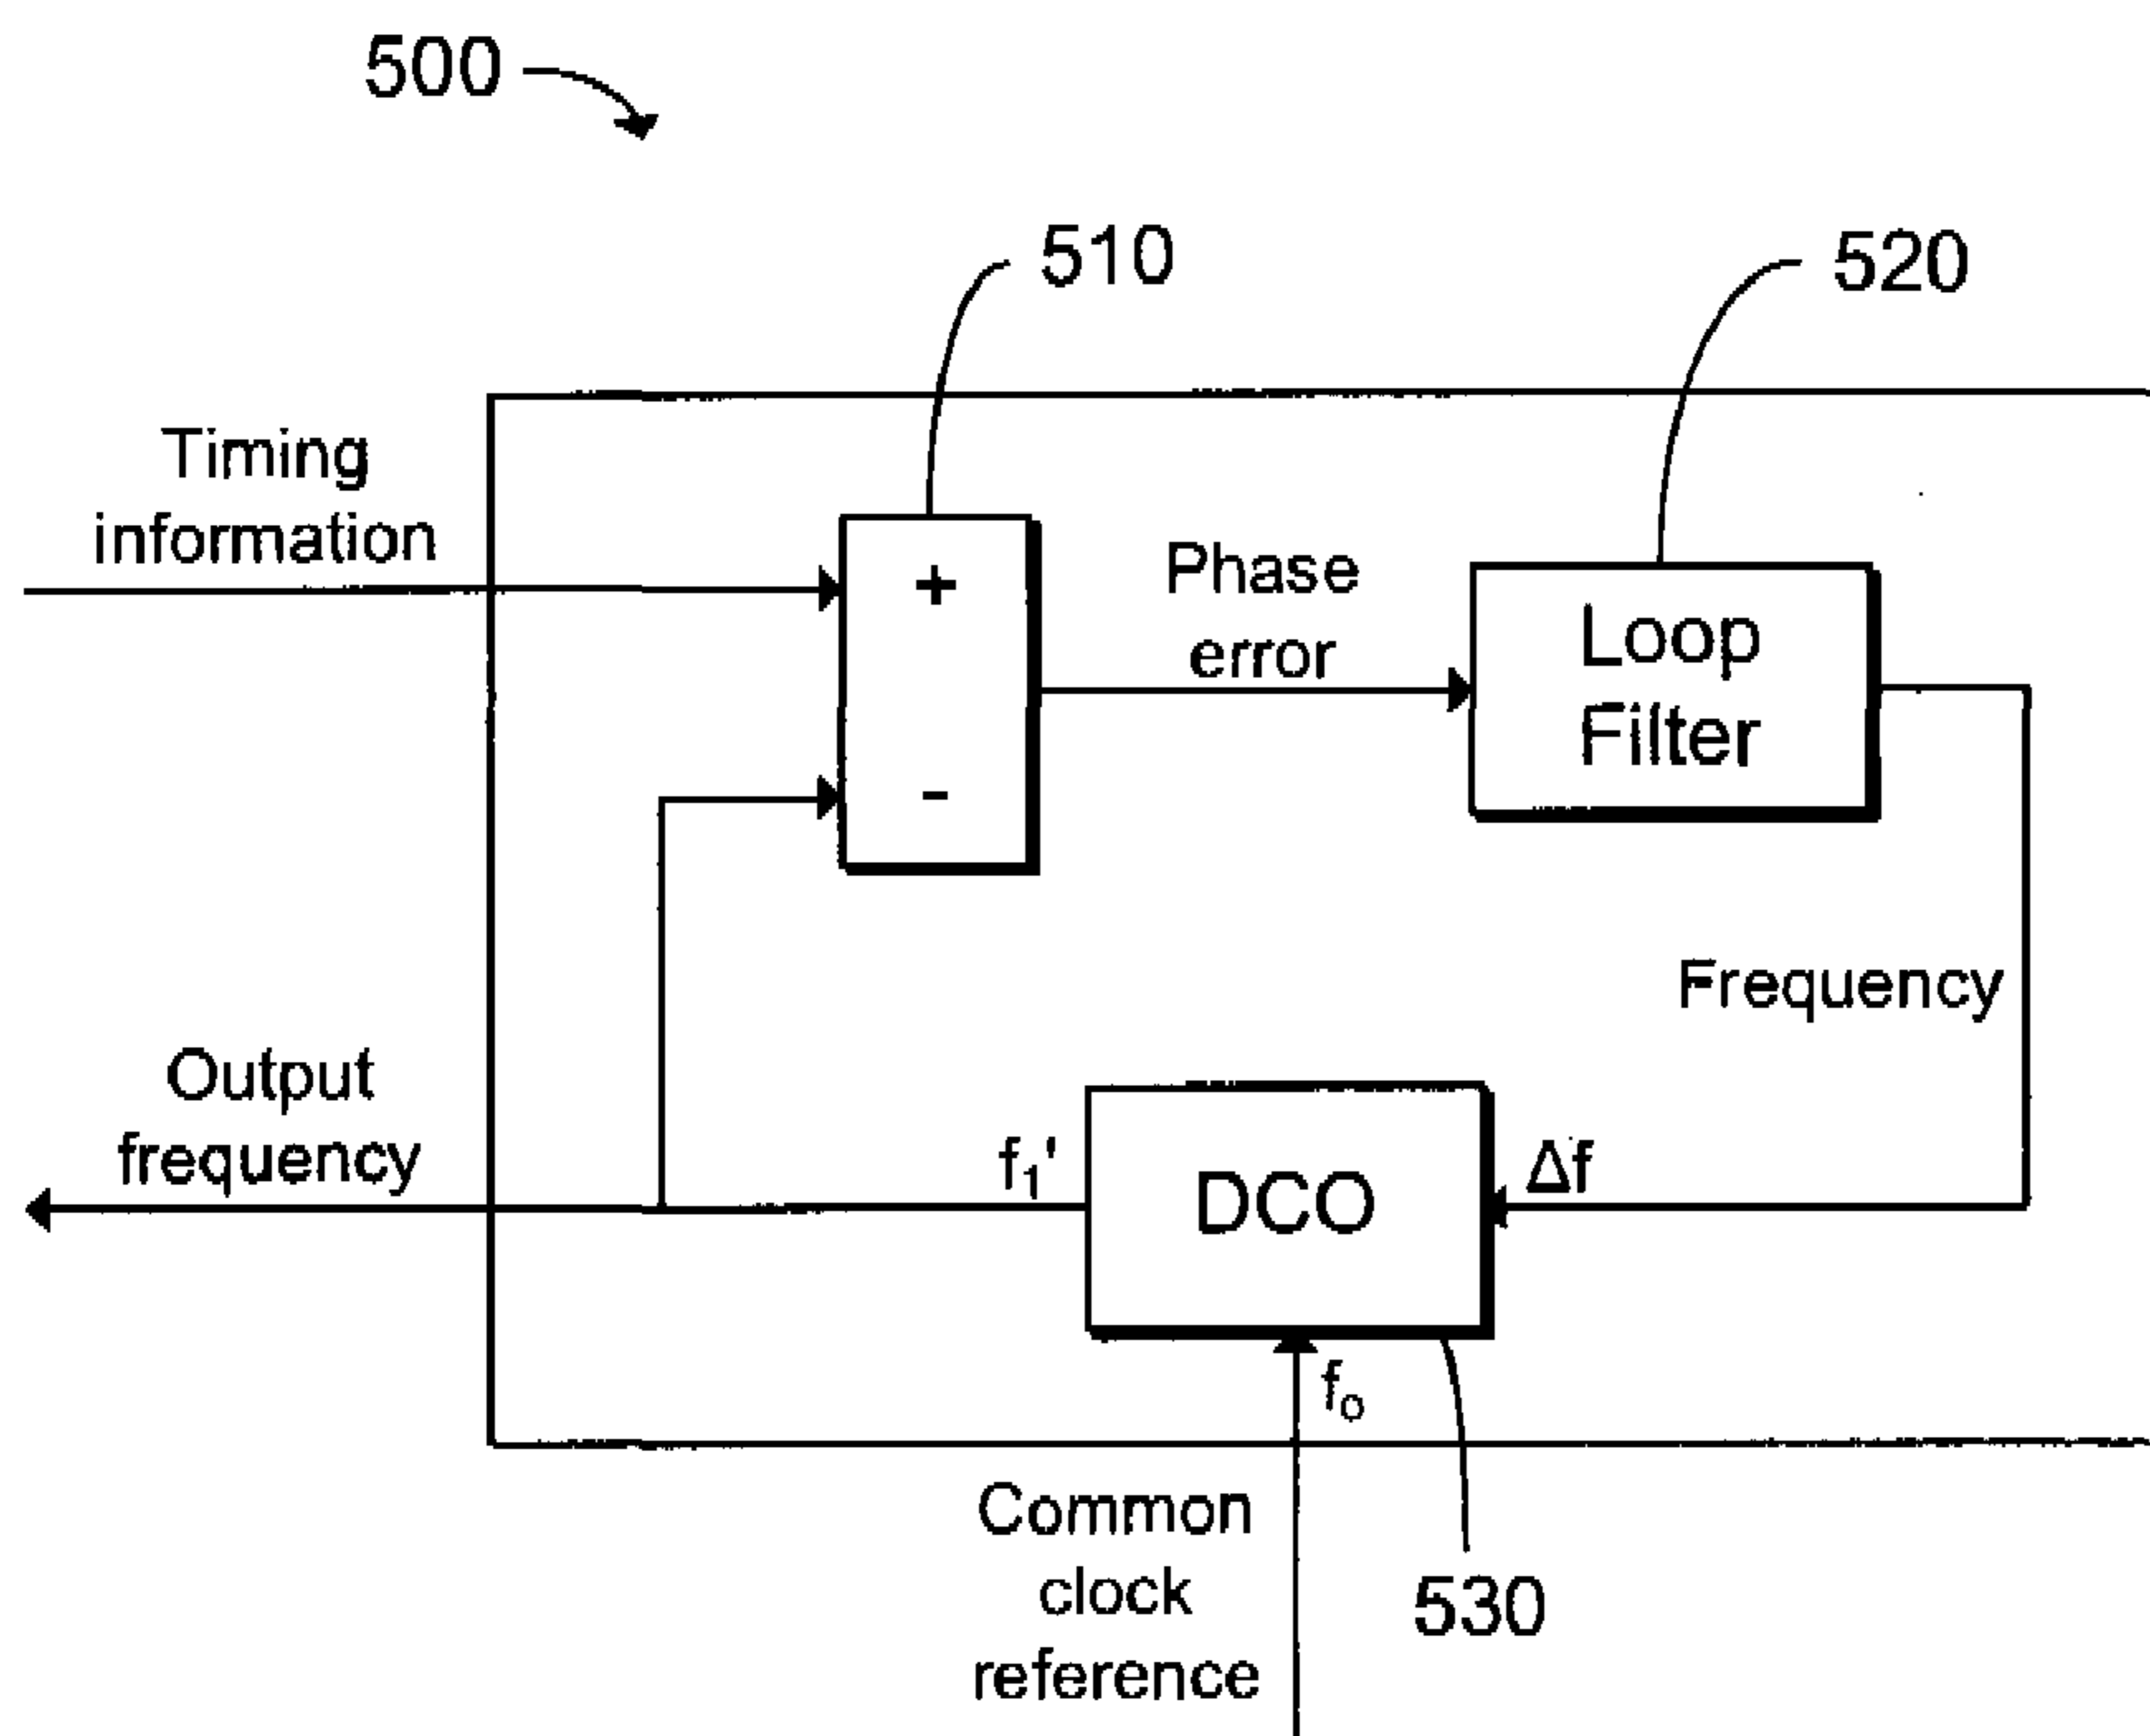 500
510
520
Timing
information
+
Phase
error
Loop
Filter
-
Frequency
Output
frequency
f₁'
DCO
Δf
fₒ
Common
clock
reference
530